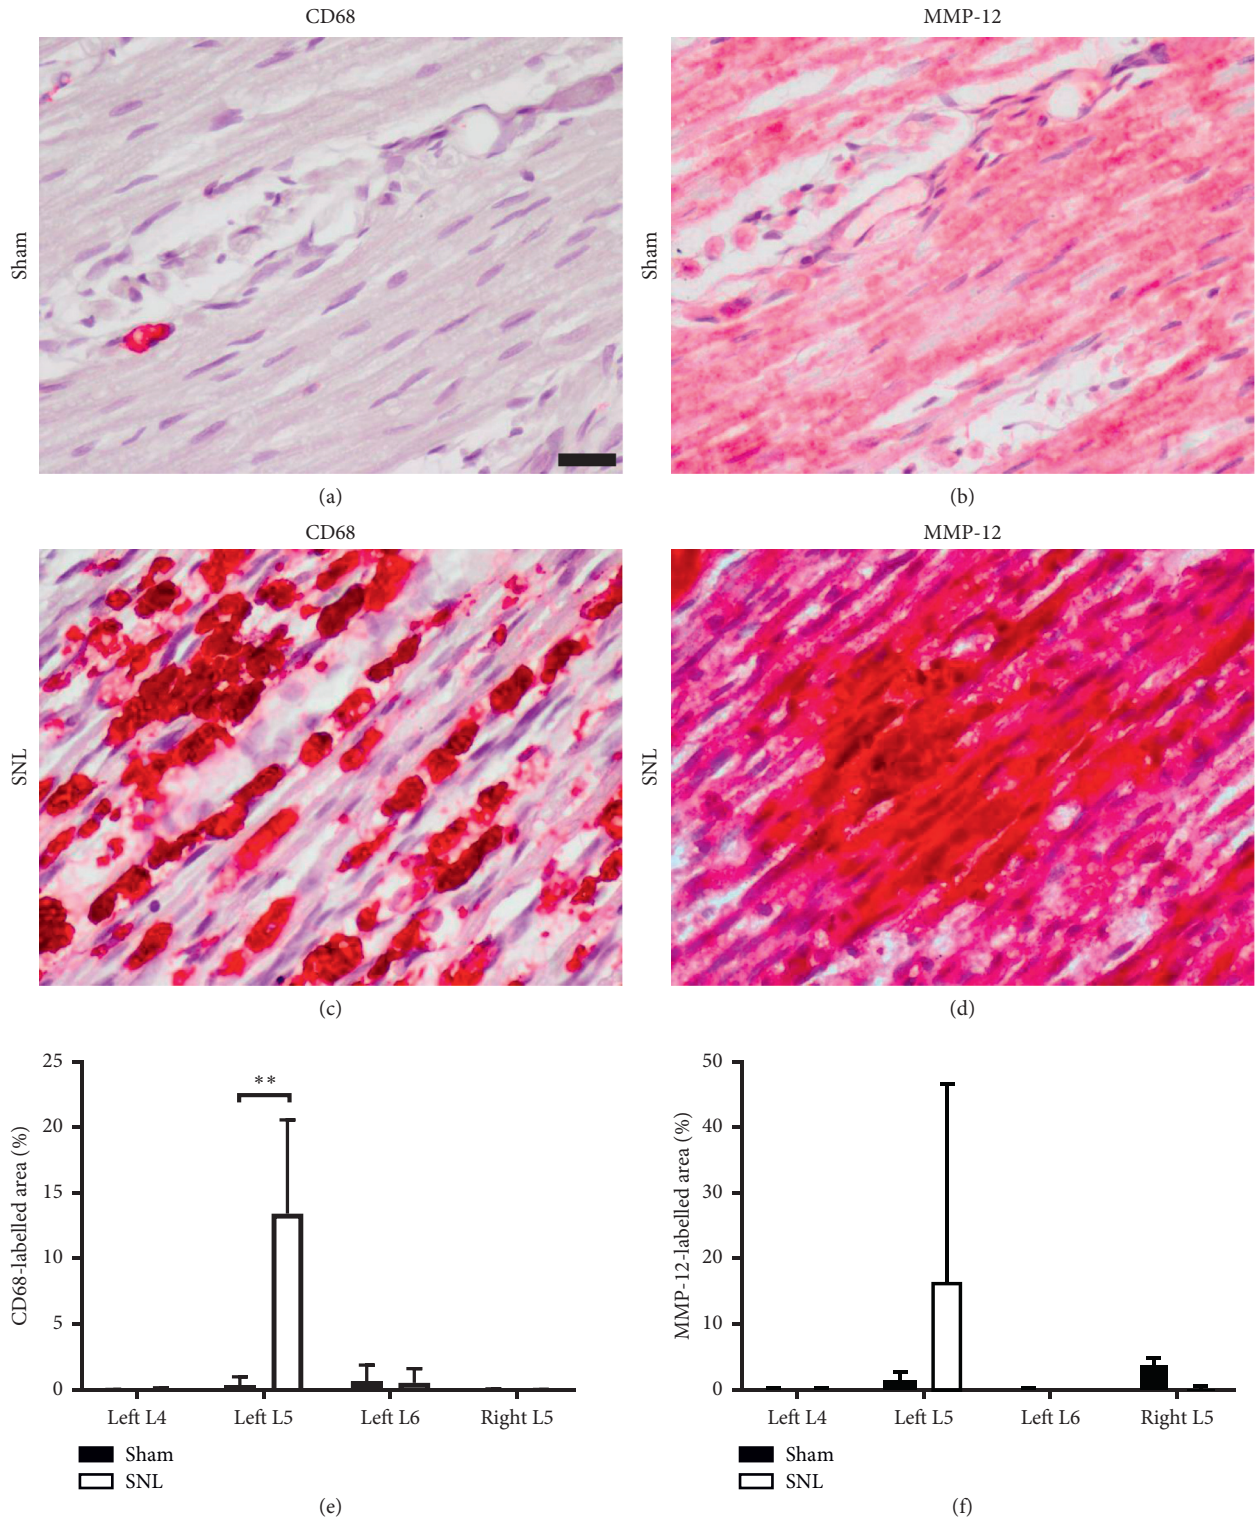 CD68
MMP-12
Sham
Sham
(a)
(b)
CD68
MMP-12
SNL
SNL
(c)
(d)
CD68-labelled area (%)
25
20
15
10
5
0
**
Left L4
Left L5
Left L6
Right L5
Sham
SNL
(e)
MMP-12-labelled area (%)
50
40
30
20
10
0
Left L4
Left L5
Left L6
Right L5
Sham
SNL
(f)